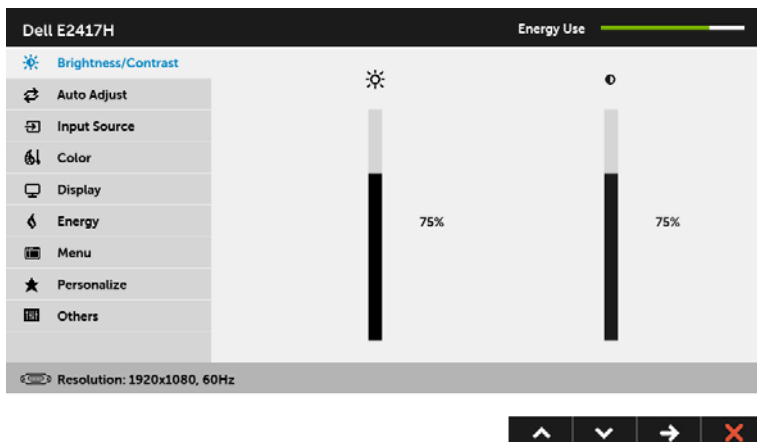 Dell E2417H
Energy Use
Brightness/Contrast
Auto Adjust
Input Source
Color
Display
Energy
Menu
Personalize
Others
75%
75%
Resolution: 1920x1080, 60Hz